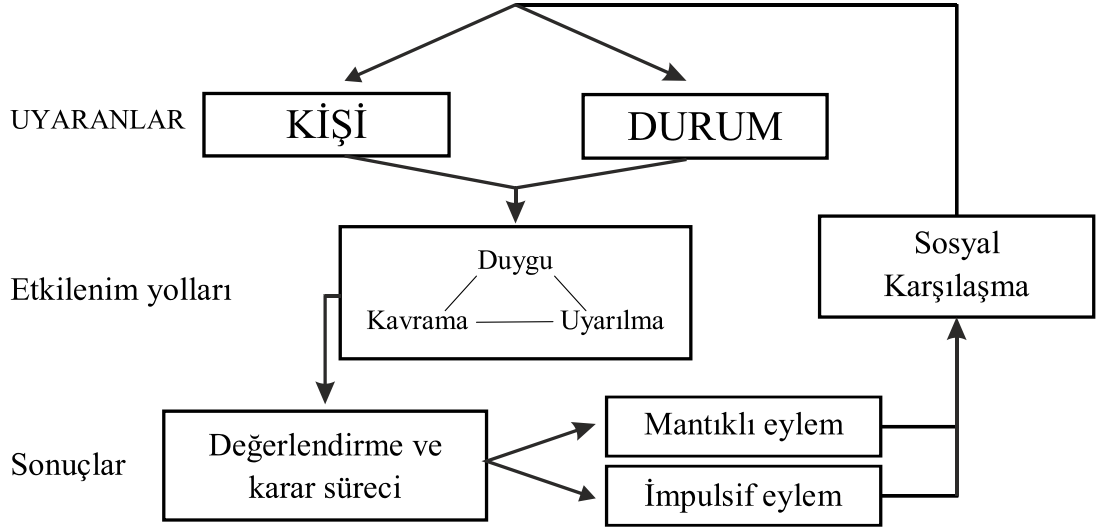 UYARANLAR
KİŞİ
DURUM
Etkilenim yolları
Duygu
Kavrama
Uyarılma
Sosyal
Karşılaşma
Sonuçlar
Değerlendirme ve
karar süreci
Mantıklı eylem
İmpulsif eylem